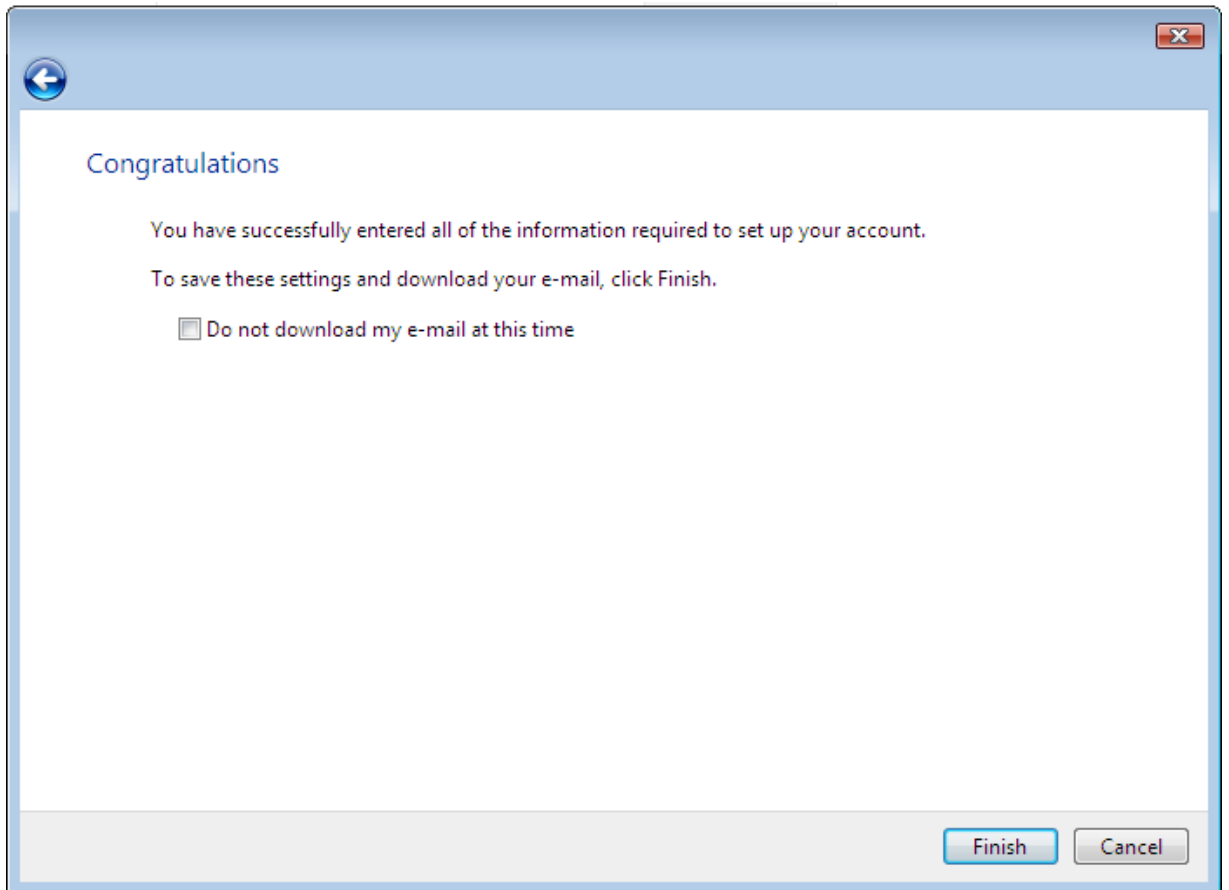 Congratulations
You have successfully entered all of the information required to set up your account.
To save these settings and download your e-mail, click Finish.
Do not download my e-mail at this time
Finish
Cancel